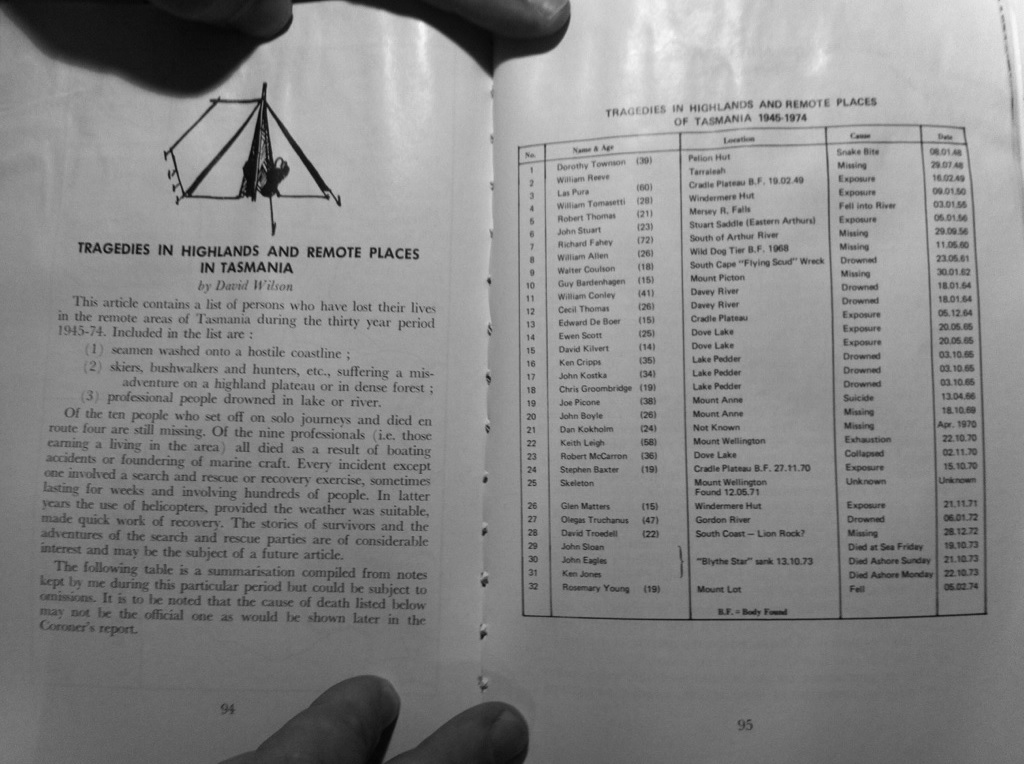 TRAGEDIES IN HIGHLANDS AND REMOTE PLACES
IN TASMANIA
by David Wilson
This article contains a list of persons who have lost their lives
in the remote areas of Tasmania during the thirty year period
1945-74. Included in the list are :
(1) seamen washed onto a hostile coastline ;
(2) skiers, bushwalkers and hunters, etc., suffering a mis-
adventure on a highland plateau or in dense forest ;
(3) professional people drowned in lake or river.
Of the ten people who set off on solo journeys and died en
route four are still missing. Of the nine professionals (i.e. those
earning a living in the area) all died as a result of boating
accidents or foundering of marine craft. Every incident except
one involved a search and rescue or recovery exercise, sometimes
lasting for weeks and involving hundreds of people. In latter
years the use of helicopters, provided the weather was suitable,
made quick work of recovery. The stories of survivors and the
adventures of the search and rescue parties are of considerable
interest and may be the subject of a future article.
The following table is a summarisation compiled from notes
kept by me during this particular period but could be subject to
omissions. It is to be noted that the cause of death listed below
may not be the official one as would be shown later in the
Coroner's report.
94
TRAGEDIES IN HIGHLANDS AND REMOTE PLACES
OF TASMANIA 1945-1974
No. Name & Age Location Cause Date
1 Dorothy Townson (39) Pelion Hut Snake Bite 08.01.48
2 William Reeve Tarraleah Missing 29.07.48
3 Las Pura (60) Cradle Plateau B.F. 19.02.49 Exposure 16.02.49
4 William Tomasetti (28) Windermere Hut Exposure 09.01.50
5 Robert Thomas (21) Mersey R. Falls Fell into River 03.01.55
6 John Stuart (23) Stuart Saddle (Eastern Arthurs) Exposure 05.01.56
7 Richard Fahey (72) South of Arthur River Missing 29.09.56
8 William Allen (26) Wild Dog Tier B.F. 1968 Missing 11.05.60
9 Walter Coulson (18) South Cape "Flying Scud" Wreck Drowned 23.05.61
10 Guy Bardenhagen (15) Mount Picton Missing 30.01.62
11 William Conley (41) Davey River Drowned 18.01.64
12 Cecil Thomas (26) Davey River Drowned 18.01.64
13 Edward De Boer (15) Cradle Plateau Exposure 05.12.64
14 Ewen Scott (25) Dove Lake Exposure 20.05.65
15 David Kilvert (14) Dove Lake Exposure 20.05.65
16 Ken Cripps (35) Lake Pedder Drowned 03.10.65
17 John Kostka (34) Lake Pedder Drowned 03.10.65
18 Chris Groombridge (19) Lake Pedder Drowned 03.10.65
19 Joe Picone (38) Mount Anne Suicide 13.04.66
20 John Boyle (26) Mount Anne Missing 18.10.69
21 Dan Kokholm (24) Not Known Missing Apr. 1970
22 Keith Leigh (58) Mount Wellington Exhaustion 22.10.70
23 Robert McCarron (36) Dove Lake Collapsed 02.11.70
24 Stephen Baxter (19) Cradle Plateau B.F. 27.11.70 Exposure 15.10.70
25 Skeleton Mount Wellington Unknown Unknown
Found 12.05.71
26 Glen Matters (15) Windermere Hut Exposure 21.11.71
27 Olegas Truchanus (47) Gordon River Drowned 06.01.72
28 David Troedell (22) South Coast – Lion Rock? Missing 28.12.72
29 John Sloan Died at Sea Friday 19.10.73
30 John Eagles "Blythe Star" sank 13.10.73 Died Ashore Sunday 21.10.73
31 Ken Jones Died Ashore Monday 22.10.73
32 Rosemary Young (19) Mount Lot Fell 05.02.74
B.F. = Body Found
95